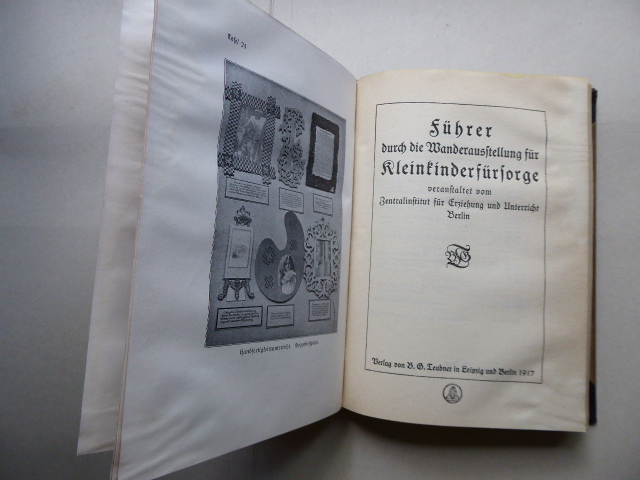 Tafel 24
Handfertigkeitsunterricht.
Führer
durch die Wanderausstellung für
Kleinkinderfürsorge
veranstaltet vom
Zentralinstitut für Erziehung und Unterricht
Berlin
Verlag von B. G. Teubner in Leipzig und Berlin 1917